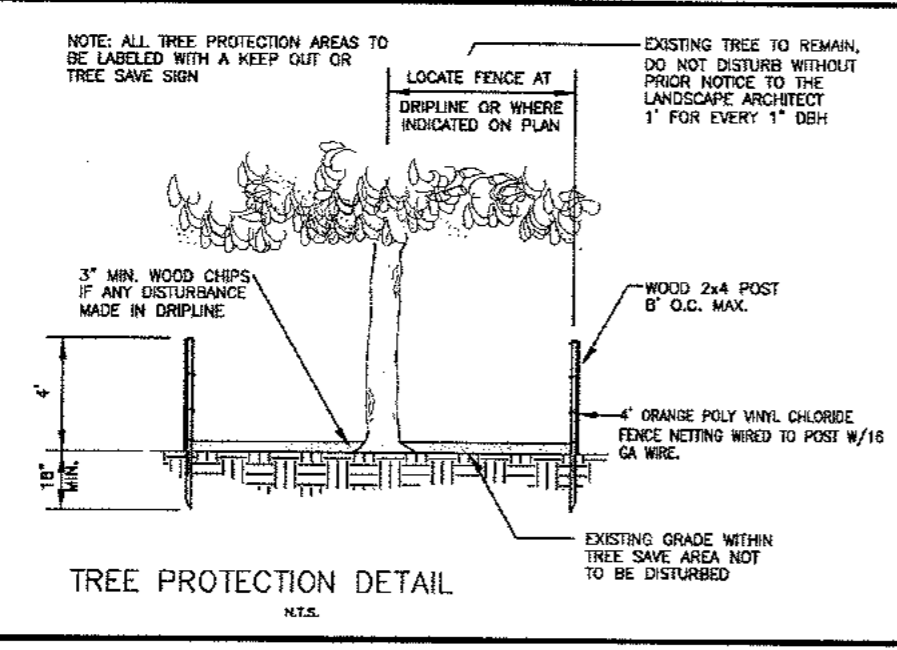 NOTE: ALL TREE PROTECTION AREAS TO
BE LABELED WITH A KEEP OUT OR
TREE SAVE SIGN
LOCATE FENCE AT
DRIPLINE OR WHERE
INDICATED ON PLAN
EXISTING TREE TO REMAIN,
DO NOT DISTURB WITHOUT
PRIOR NOTICE TO THE
LANDSCAPE ARCHITECT
1' FOR EVERY 1" DBH
3" MIN. WOOD CHIPS
IF ANY DISTURBANCE
MADE IN DRIPLINE
WOOD 2x4 POST
8' O.C. MAX.
4'
18"
MIN.
4' ORANGE POLY VINYL CHLORIDE
FENCE NETTING WIRED TO POST W/16
GA WIRE.
EXISTING GRADE WITHIN
TREE SAVE AREA NOT
TO BE DISTURBED
TREE PROTECTION DETAIL
N.T.S.